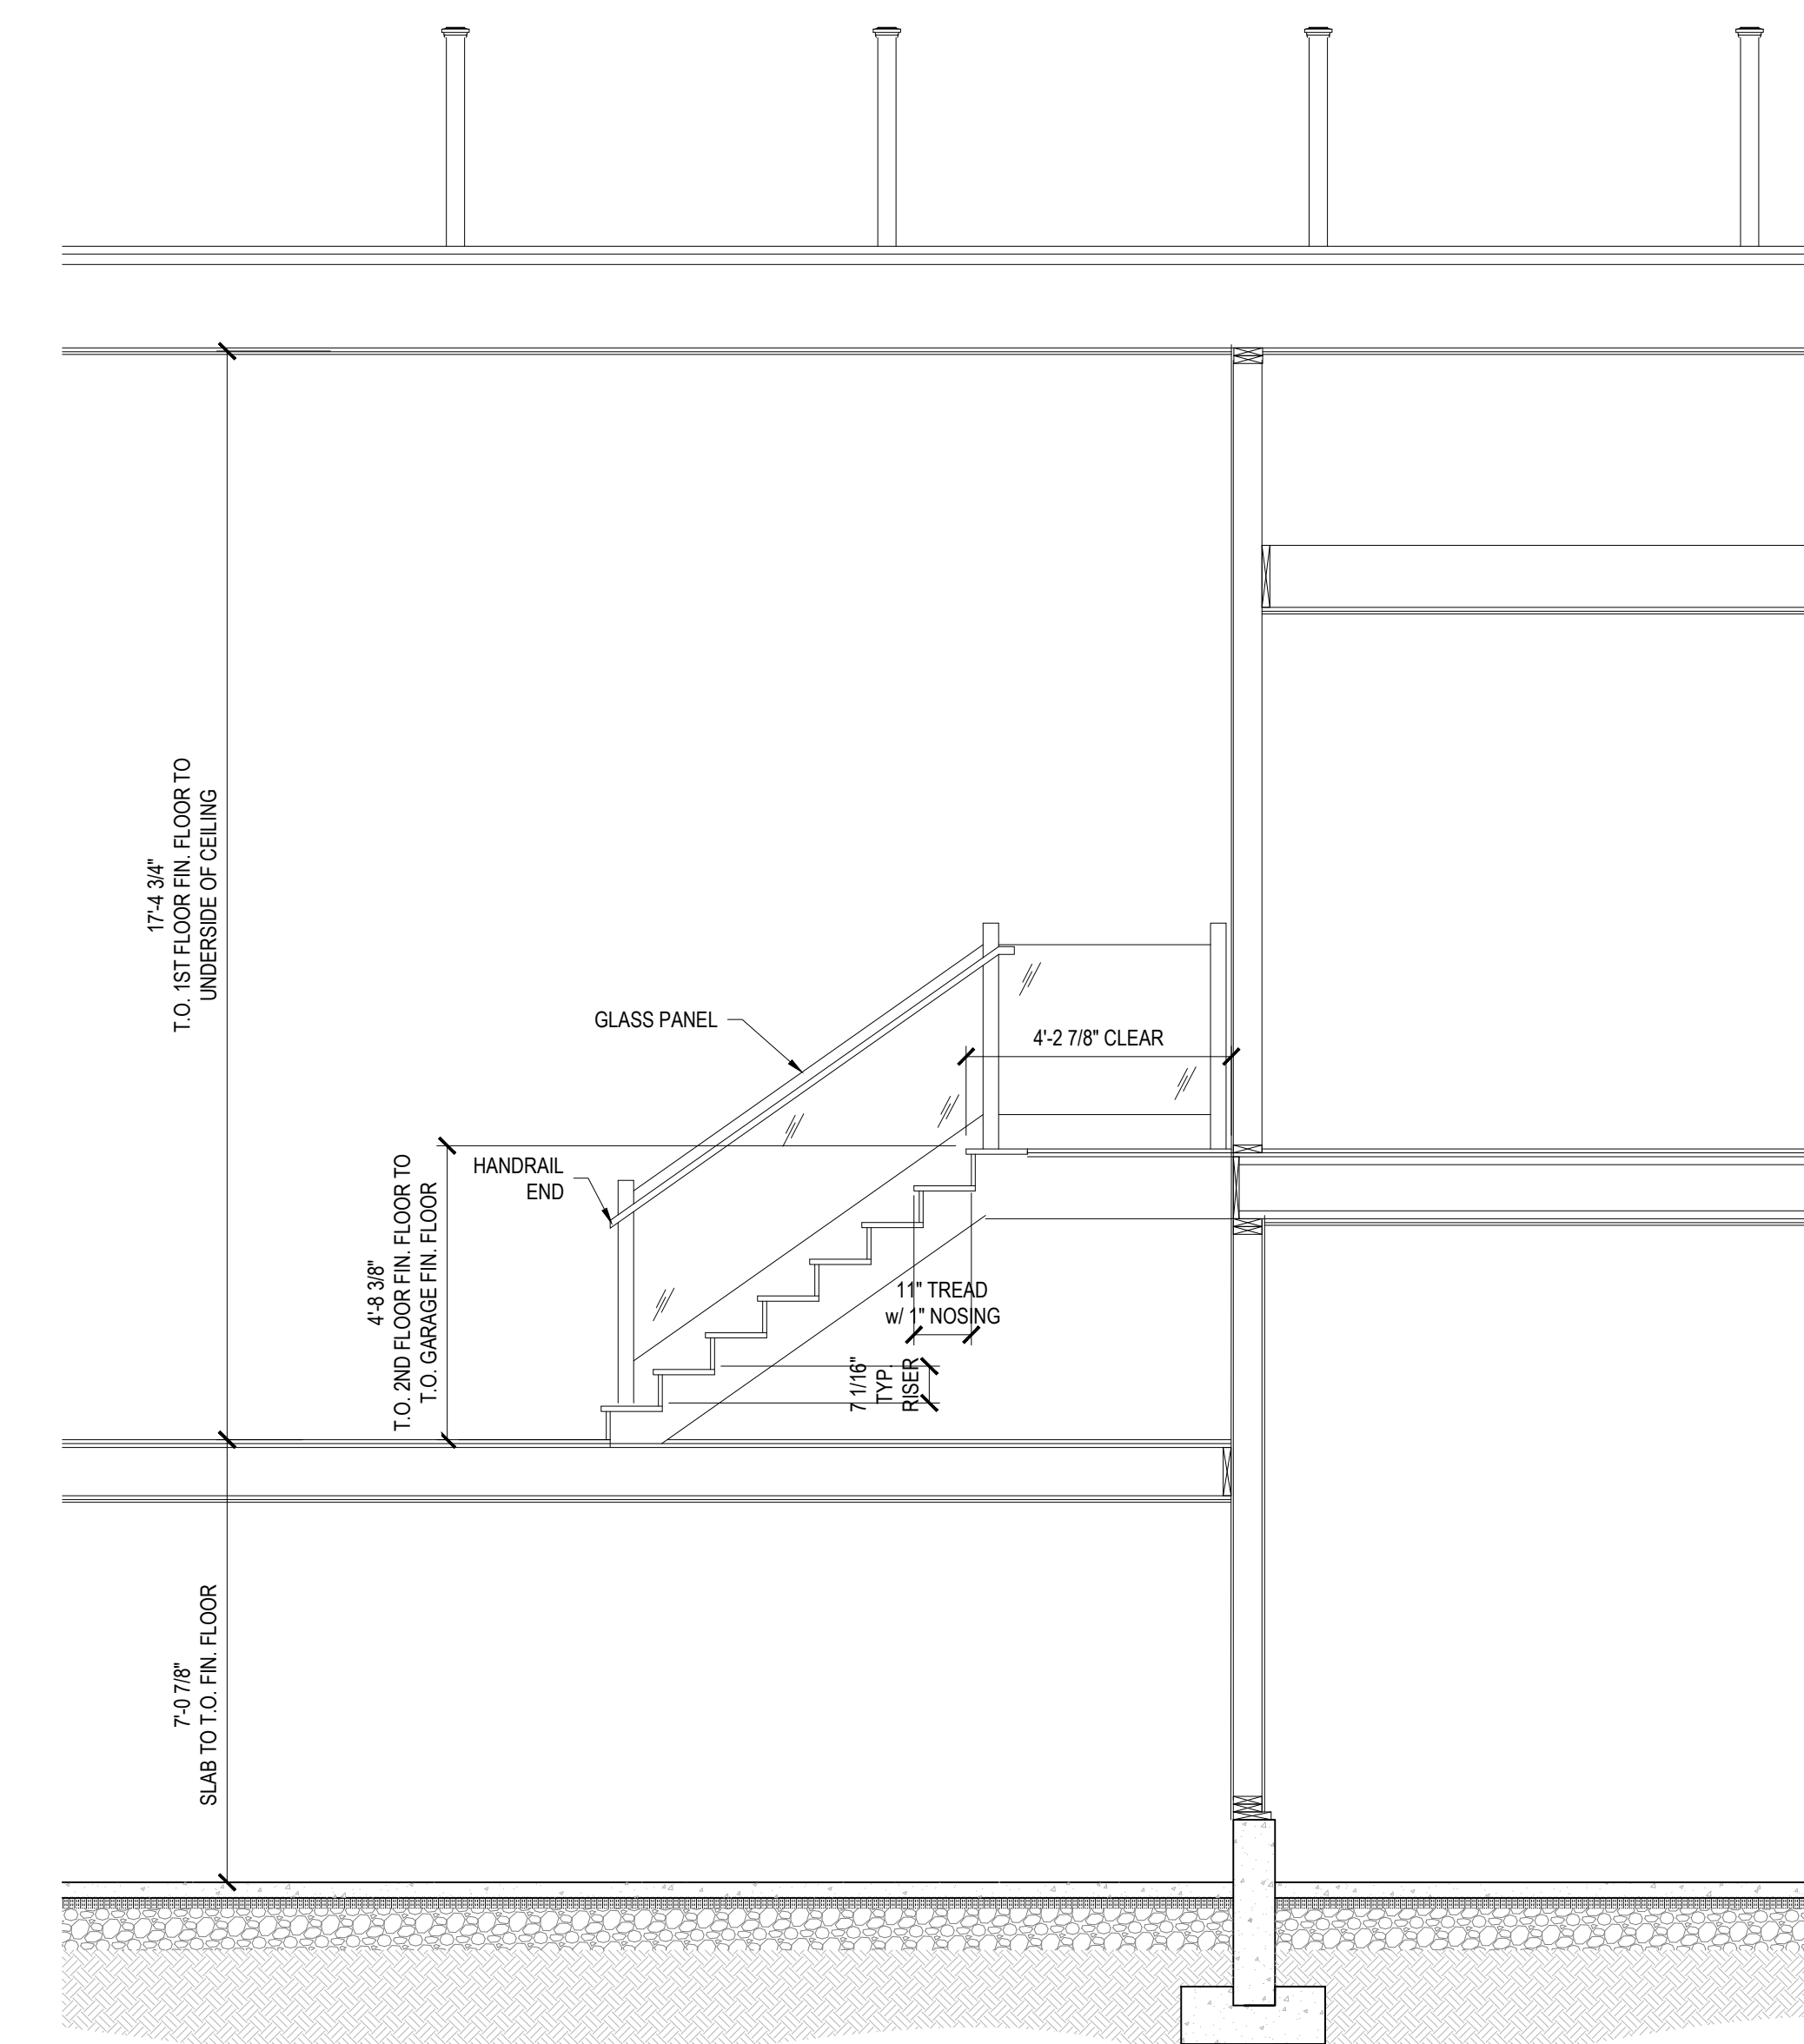 17'-4 3/4"
T.O. 1ST FLOOR FIN. FLOOR TO
UNDERSIDE OF CEILING
GLASS PANEL
4'-2 7/8" CLEAR
HANDRAIL
END
4'-8 3/8"
T.O. 2ND FLOOR FIN. FLOOR TO
T.O. GARAGE FIN. FLOOR
11" TREAD
w/ 1" NOSING
7 1/16"
TYP.
RISER
7'-0 7/8"
SLAB TO T.O. FIN. FLOOR